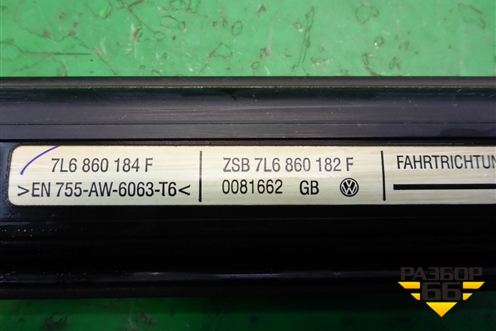 7L6 860 184 F
>EN 755-AW-6063-T6<
ZSB 7L6 860 182 F
0081662 GB
FAHRTRICHTUN
РАЗБОР
66